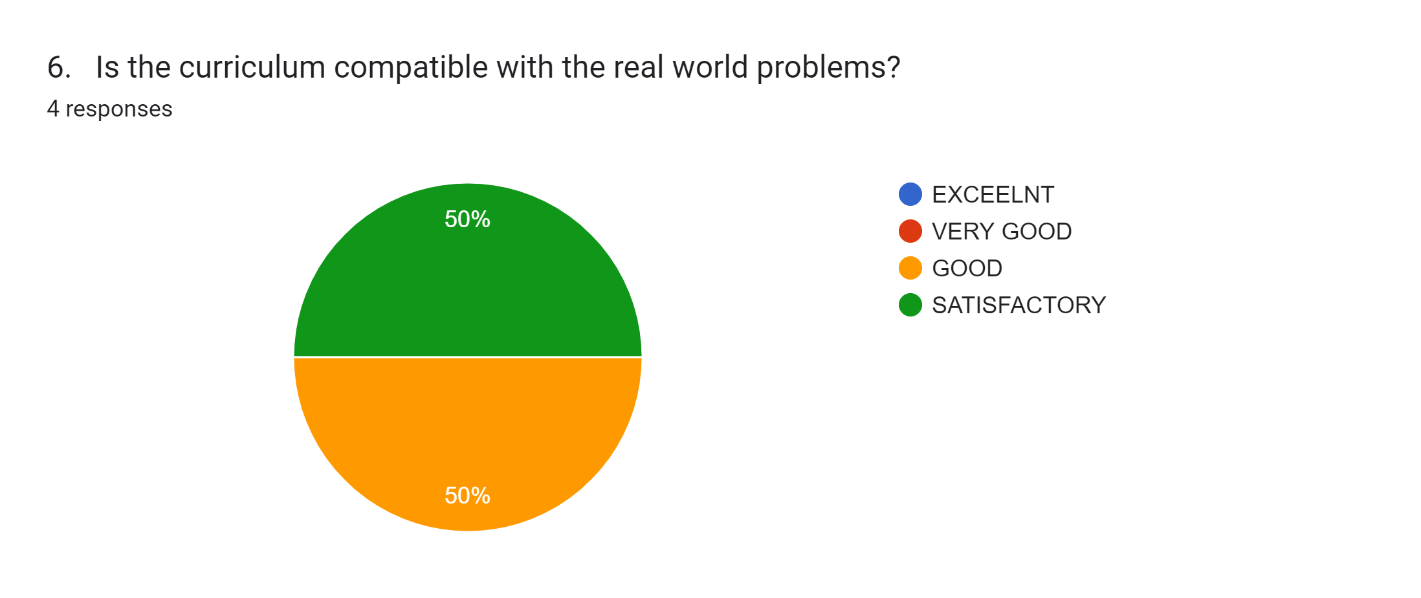 6. Is the curriculum compatible with the real world problems?
4 responses
50%
50%
EXCEELNT
VERY GOOD
GOOD
SATISFACTORY